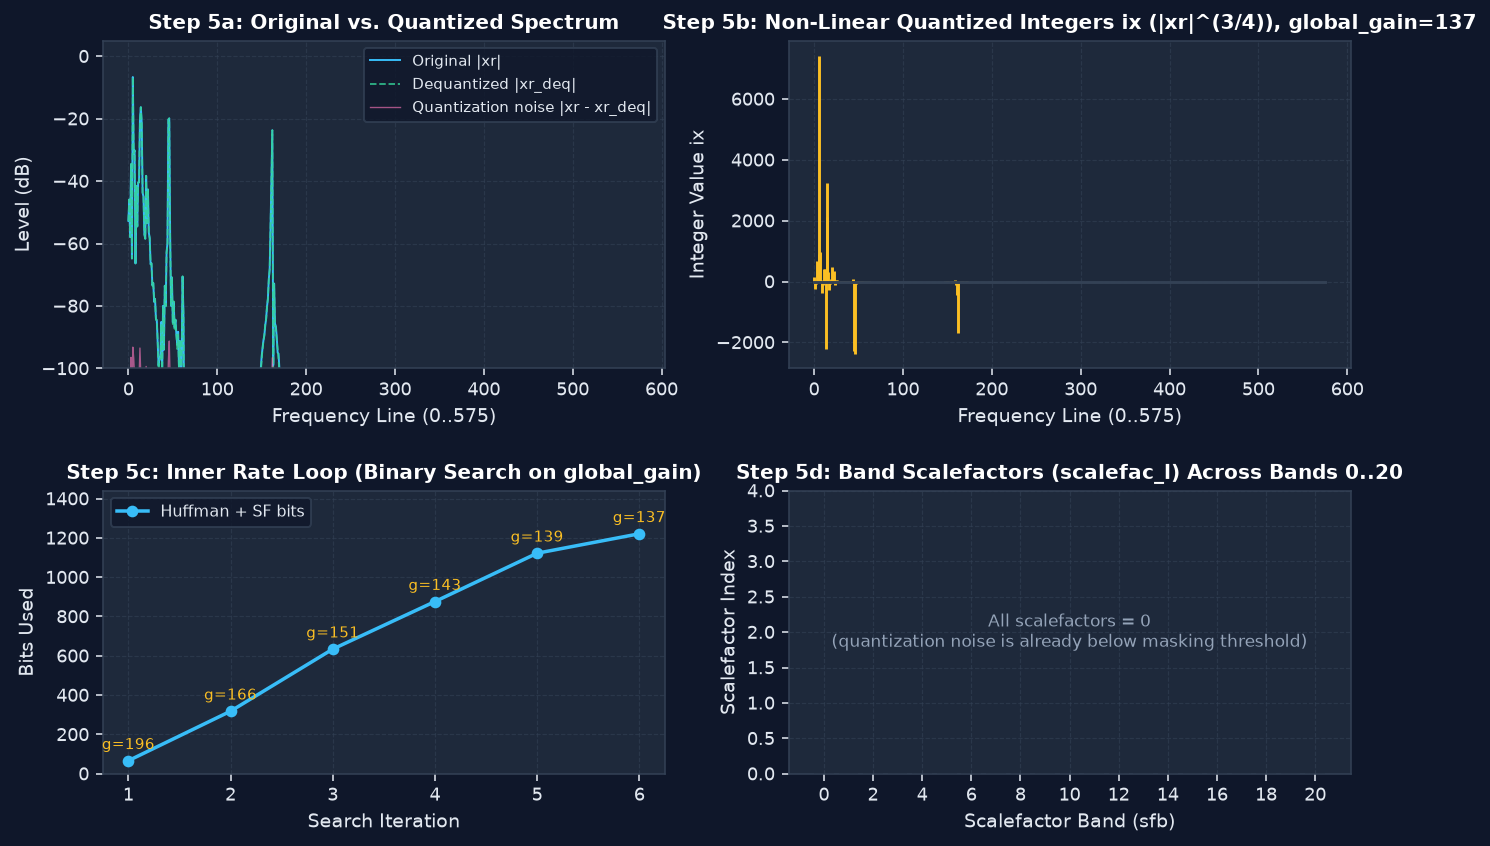 Step 5a: Original vs. Quantized Spectrum
Original |xr|
Dequantized |xr_deq|
Quantization noise |xr - xr_deq|
Level (dB)
0
−20
−40
−60
−80
−100
0 100 200 300 400 500 600
Frequency Line (0..575)
Step 5b: Non-Linear Quantized Integers ix (|xr|^(3/4)), global_gain=137
Integer Value ix
6000
4000
2000
0
−2000
0 100 200 300 400 500 600
Frequency Line (0..575)
Step 5c: Inner Rate Loop (Binary Search on global_gain)
Huffman + SF bits
Bits Used
1400
1200
1000
800
600
400
200
0
g=196
g=166
g=151
g=143
g=139
g=137
1 2 3 4 5 6
Search Iteration
Step 5d: Band Scalefactors (scalefac_l) Across Bands 0..20
Scalefactor Index
4.0
3.5
3.0
2.5
2.0
1.5
1.0
0.5
0.0
All scalefactors = 0
(quantization noise is already below masking threshold)
0 2 4 6 8 10 12 14 16 18 20
Scalefactor Band (sfb)